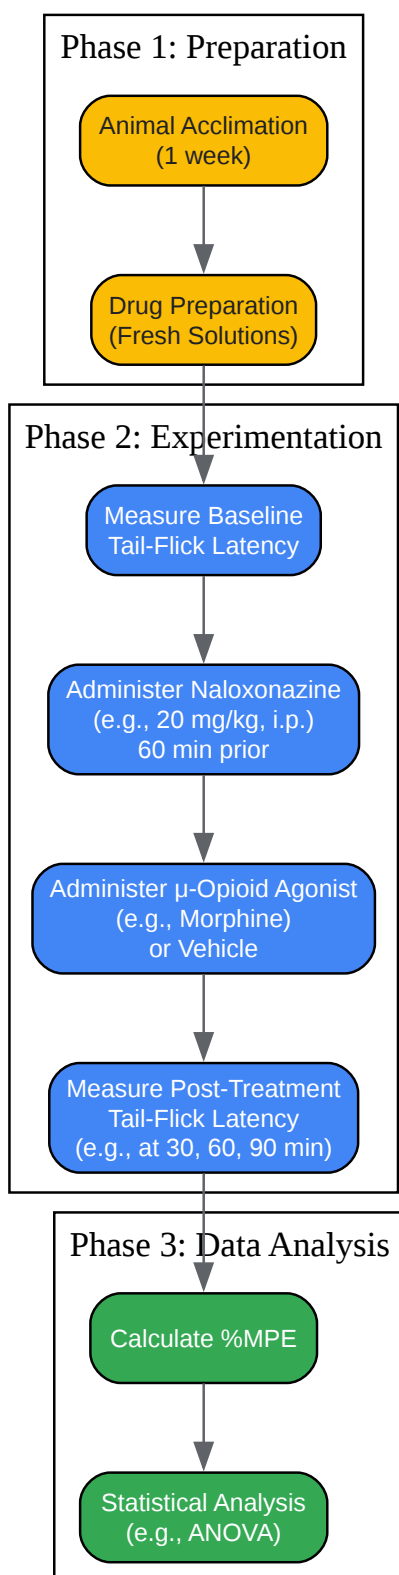 Phase 1: Preparation
Animal Acclimation
(1 week)
Drug Preparation
(Fresh Solutions)
Phase 2: Experimentation
Measure Baseline
Tail-Flick Latency
Administer Naloxonazine
(e.g., 20 mg/kg, i.p.)
60 min prior
Administer μ-Opioid Agonist
(e.g., Morphine)
or Vehicle
Measure Post-Treatment
Tail-Flick Latency
(e.g., at 30, 60, 90 min)
Phase 3: Data Analysis
Calculate %MPE
Statistical Analysis
(e.g., ANOVA)